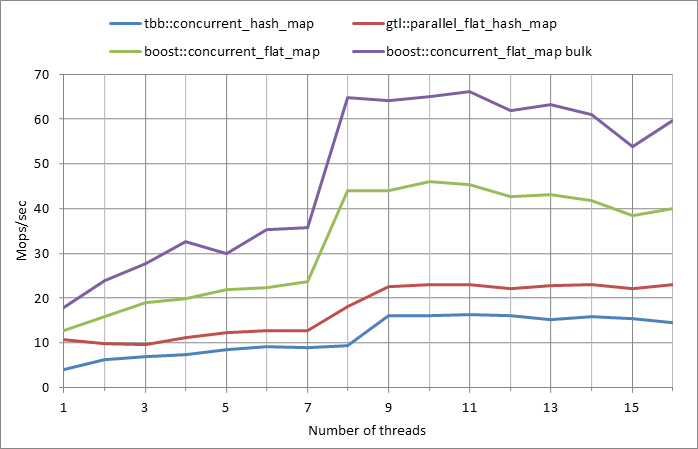 tbb::concurrent_hash_map gtl::parallel_flat_hash_map
boost::concurrent_flat_map boost::concurrent_flat_map bulk
70
60
50
40
30
20
10
0
Mops/sec
1 3 5 7 9 11 13 15
Number of threads